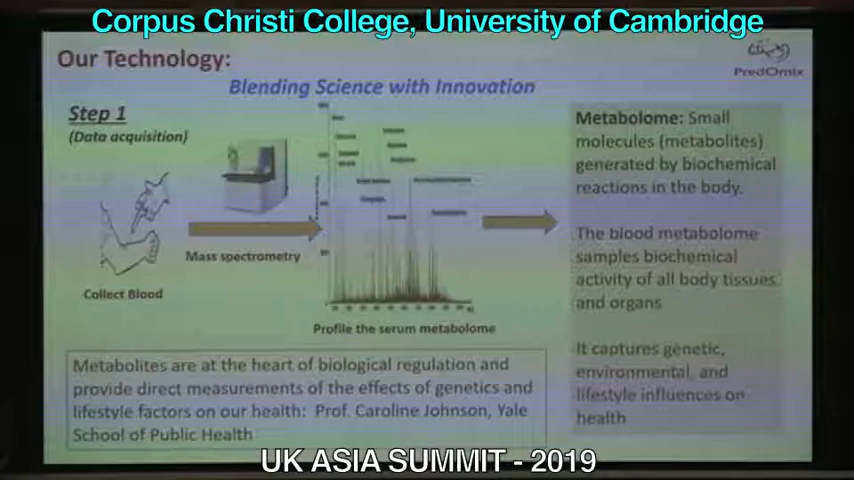 Corpus Christi College, University of Cambridge
Our Technology:
PredOmix
Blending Science with Innovation
Step 1
(Data acquisition)
Collect Blood
Mass spectrometry
Profile the serum metabolome
Metabolome: Small
molecules (metabolites)
generated by biochemical
reactions in the body.
The blood metabolome
samples biochemical
activity of all body tissues
and organs
It captures genetic,
environmental, and
lifestyle influences on
health
Metabolites are at the heart of biological regulation and
provide direct measurements of the effects of genetics and
lifestyle factors on our health: Prof. Caroline Johnson, Yale
School of Public Health
UK ASIA SUMMIT - 2019